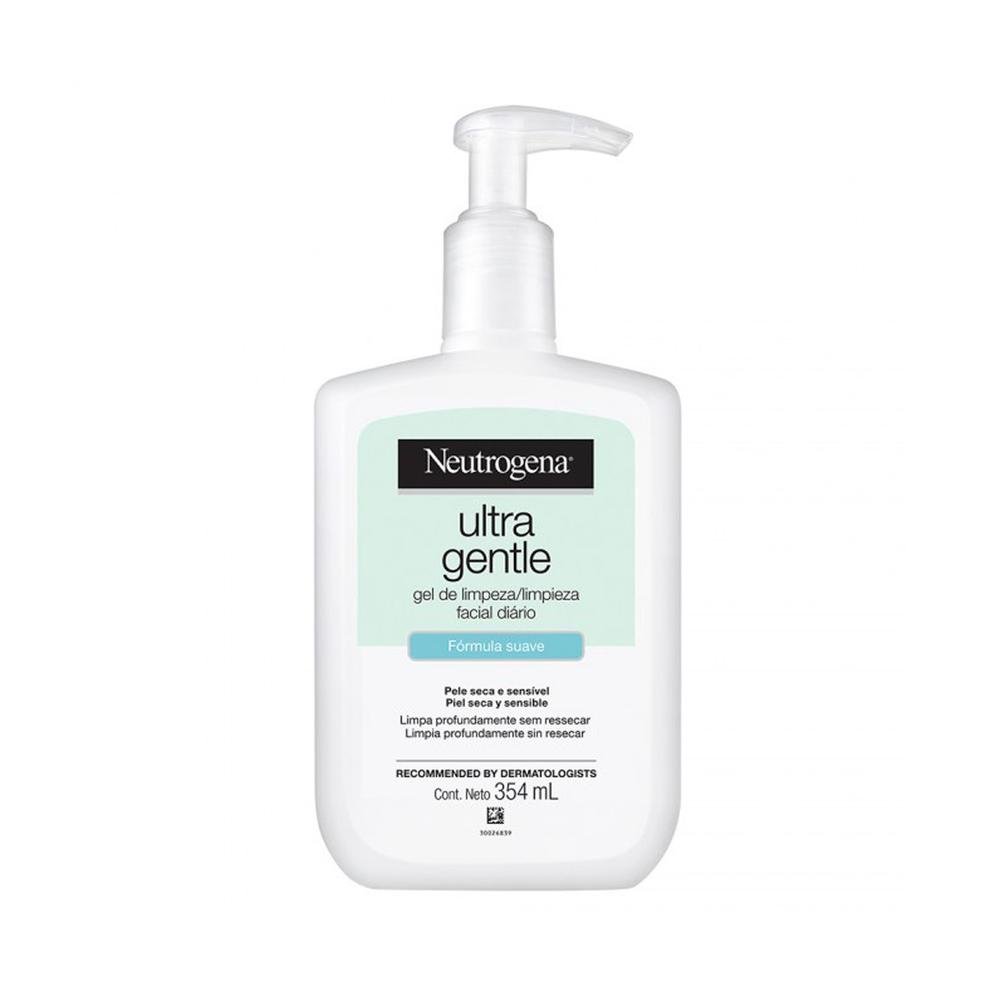 Neutrogena®
ultra
gentle
gel de limpeza/limpieza
facial diário
Fórmula suave
Pele seca e sensível
Piel seca y sensible
Limpa profundamente sem ressecar
Limpia profundamente sin resecar
RECOMMENDED BY DERMATOLOGISTS
Cont. Neto 354 mL
30026839